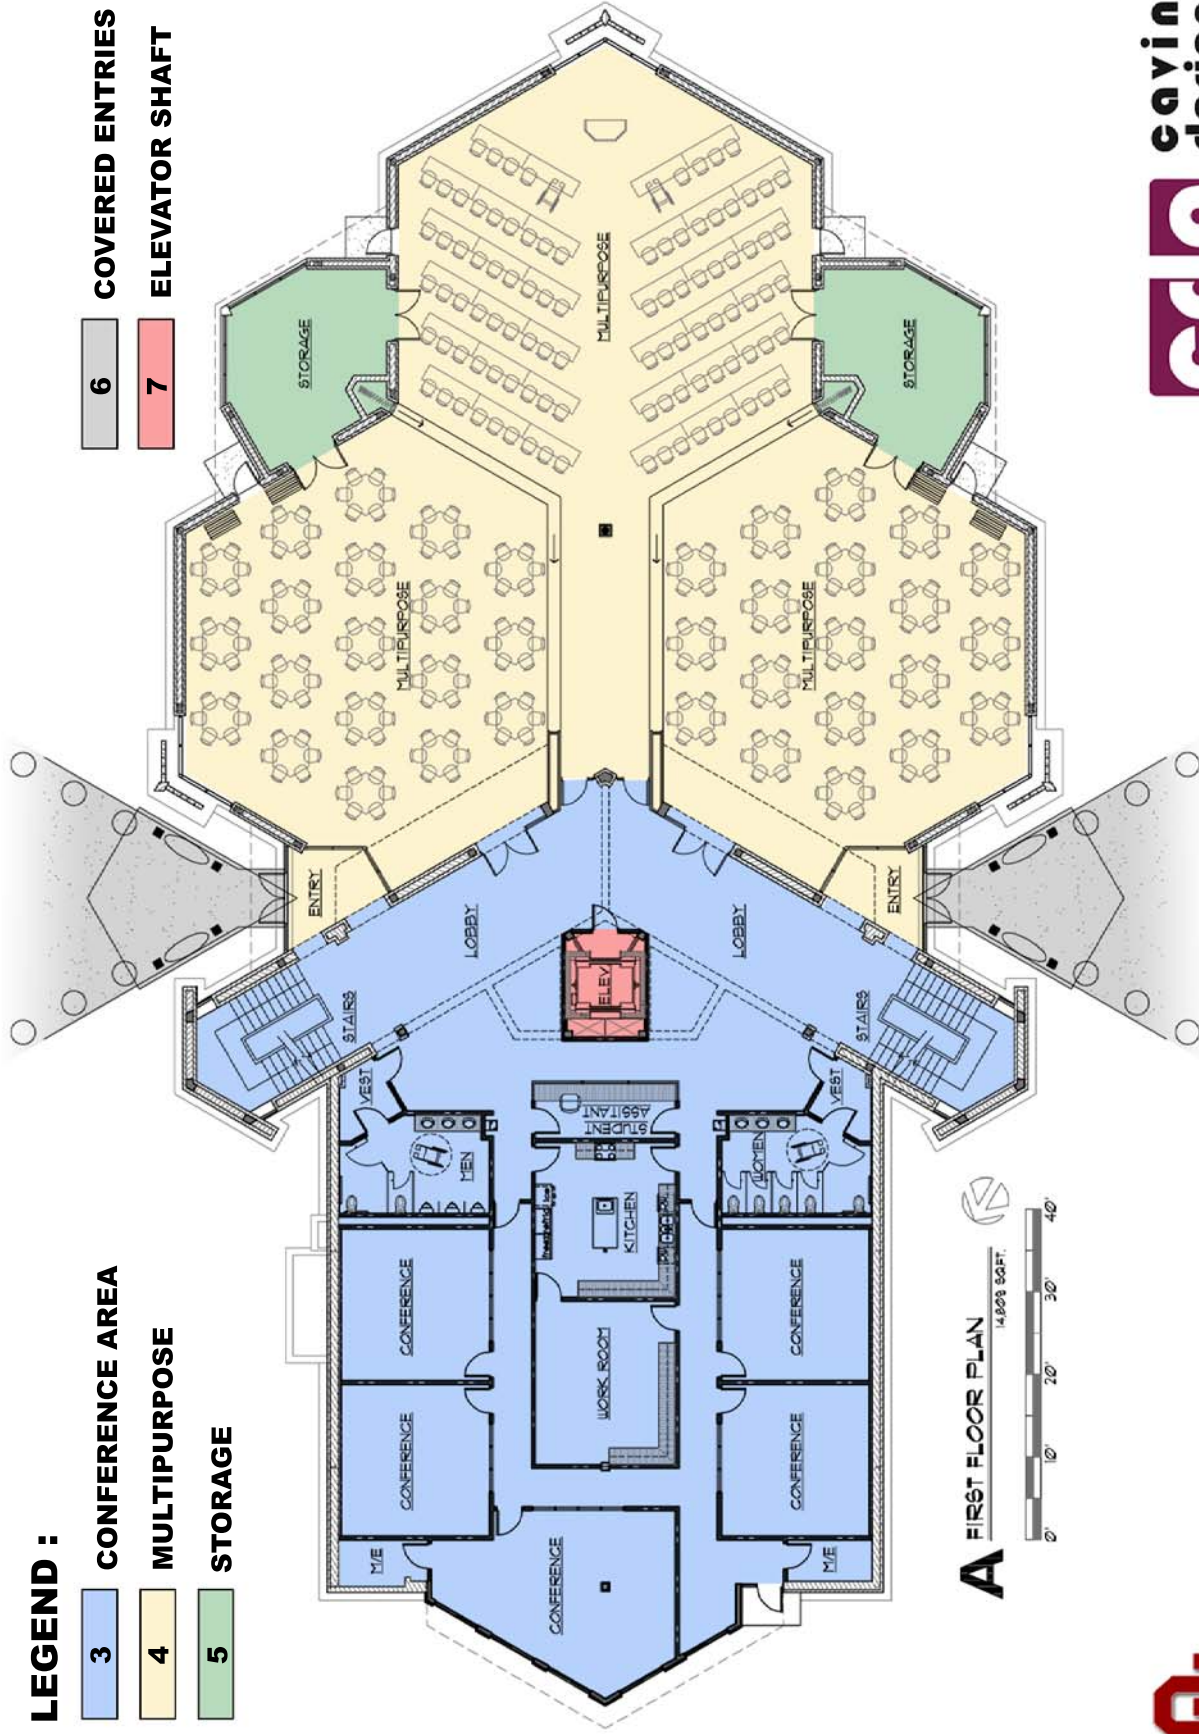 LEGEND :
3 CONFERENCE AREA
4 MULTIPURPOSE
5 STORAGE
6 COVERED ENTRIES
7 ELEVATOR SHAFT
STORAGE
MULTIPURPOSE
MULTIPURPOSE
MULTIPURPOSE
STORAGE
ENTRY
ENTRY
LOBBY
LOBBY
ELEV
STAIRS
STAIRS
VEST
VEST
MEN
WOMEN
STUDENT
ASSITANT
KITCHEN
WORK ROOM
CONFERENCE
CONFERENCE
CONFERENCE
CONFERENCE
CONFERENCE
M/E
M/E
A FIRST FLOOR PLAN
0' 10' 20' 30' 40'
cavin